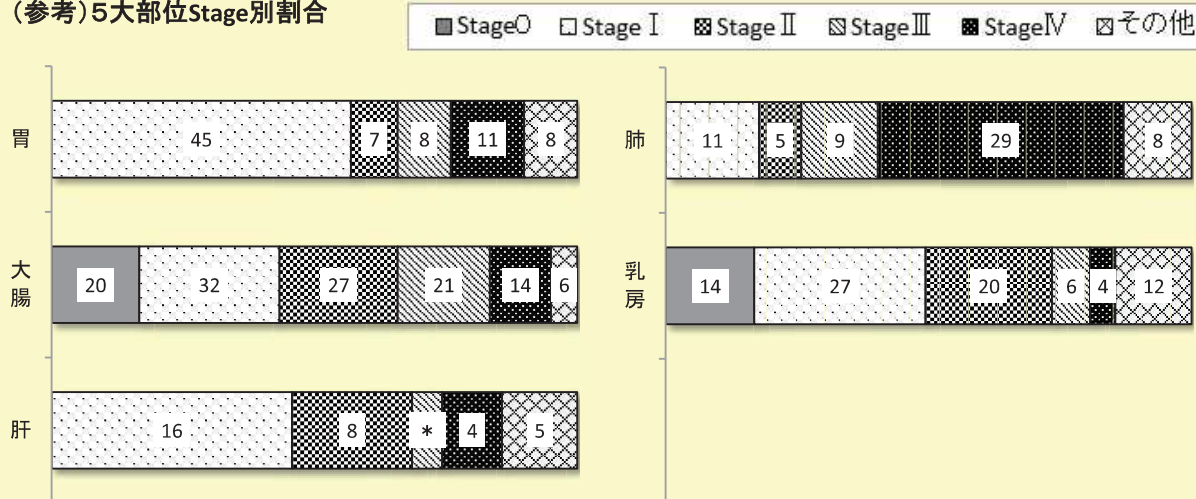 （参考）５大部位Stage別割合
Stage0 StageⅠ StageⅡ StageⅢ StageⅣ その他
胃 45 7 8 11 8
大腸 20 32 27 21 14 6
肝 16 8 * 4 5
肺 11 5 9 29 8
乳房 14 27 20 6 4 12